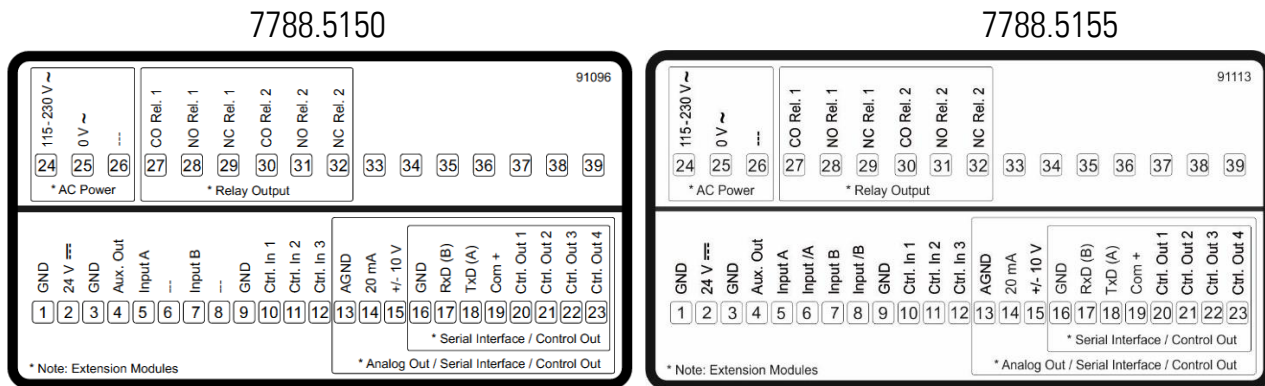 7788.5150
91096
115 - 230 V ~
0 V ~
---
CO Rel. 1
NO Rel. 1
NC Rel. 1
CO Rel. 2
NO Rel. 1
NC Rel. 2
24 25 26 27 28 29 30 31 32 33 34 35 36 37 38 39
* AC Power
* Relay Output
GND
24 V ⎓
GND
Aux. Out
Input A
---
Input B
---
GND
Ctrl. In 1
Ctrl. In 2
Ctrl. In 3
AGND
20 mA
+/- 10 V
GND
RxD (B)
TxD (A)
Com +
Ctrl. Out 1
Ctrl. Out 2
Ctrl. Out 3
Ctrl. Out 4
1 2 3 4 5 6 7 8 9 10 11 12 13 14 15 16 17 18 19 20 21 22 23
* Serial Interface / Control Out
* Analog Out / Serial Interface / Control Out
* Note: Extension Modules
7788.5155
91113
115 - 230 V ~
0 V ~
---
CO Rel. 1
NO Rel. 1
NC Rel. 1
CO Rel. 2
NO Rel. 2
NC Rel. 2
24 25 26 27 28 29 30 31 32 33 34 35 36 37 38 39
* AC Power
* Relay Output
GND
24 V ⎓
GND
Aux. Out
Input A
Input /A
Input B
Input /B
GND
Ctrl. In 1
Ctrl. In 2
Ctrl. In 3
AGND
20 mA
+/- 10 V
GND
RxD (B)
TxD (A)
Com +
Ctrl. Out 1
Ctrl. Out 2
Ctrl. Out 3
Ctrl. Out 4
1 2 3 4 5 6 7 8 9 10 11 12 13 14 15 16 17 18 19 20 21 22 23
* Serial Interface / Control Out
* Analog Out / Serial Interface / Control Out
* Note: Extension Modules